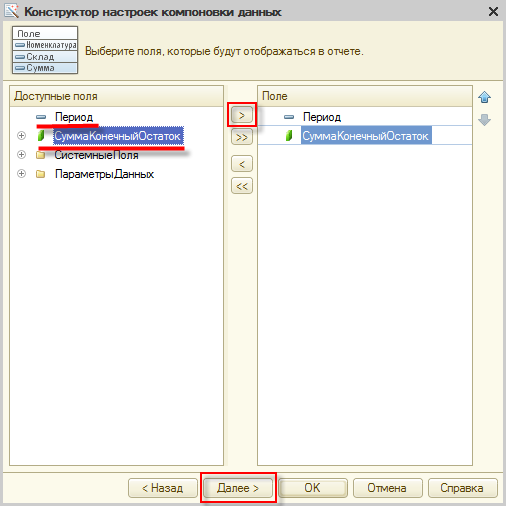 Конструктор настроек компоновки данных
Поле
Номенклатура
Склад
Сумма
Выберите поля, которые будут отображаться в отчете.
Доступные поля
Период
СуммаКонечныйОстаток
СистемныеПоля
ПараметрыДанных
>
>>
<
<<
Поле
Период
СуммаКонечныйОстаток
< Назад
Далее >
OK
Отмена
Справка